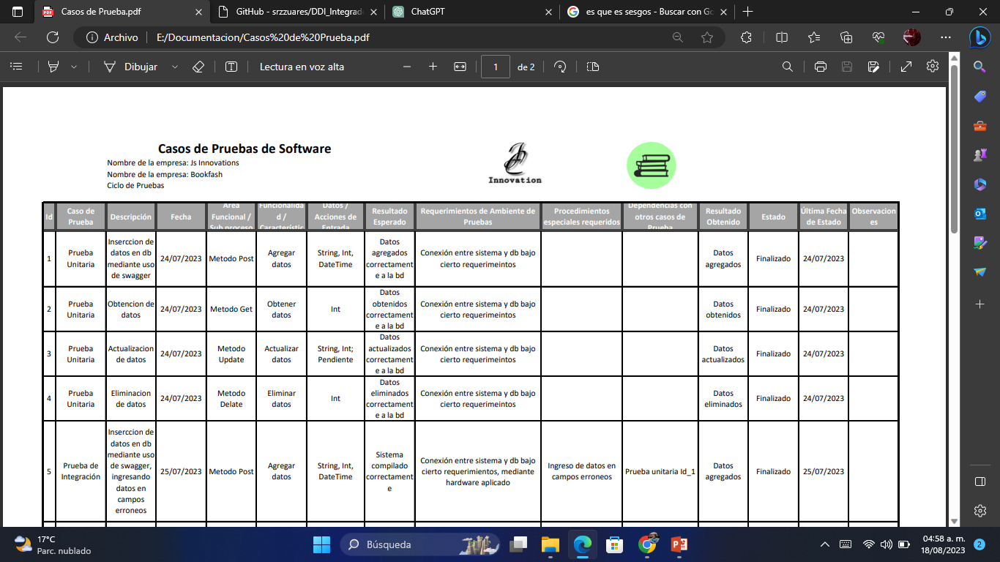 Casos de Prueba.pdf
GitHub - srzzuares/DDI_Integrad
ChatGPT
es que es sesgos - Buscar con Go
Archivo
E:/Documentacion/Casos%20de%20Prueba.pdf
Dibujar
Lectura en voz alta
1
de 2
Casos de Pruebas de Software
Nombre de la empresa: Js Innovations
Nombre de la empresa: Bookfash
Ciclo de Pruebas
Innovation
Id
Caso de
Prueba
Descripción
Fecha
Area
Funcional /
Sub proceso
Funcionalida
d /
Característic
Datos /
Acciones de
Entrada
Resultado
Esperado
Requerimientos de Ambiente de
Pruebas
Procedimientos
especiales requeridos
Dependencias con
otros casos de
Prueba
Resultado
Obtenido
Estado
Última Fecha
de Estado
Observacion
es
1
Prueba
Unitaria
Inserccion de
datos en db
mediante uso
de swagger
24/07/2023
Metodo Post
Agregar
datos
String, Int,
DateTime
Datos
agregados
correctament
e a la bd
Conexión entre sistema y db bajo
cierto requerimeintos
Datos
agregados
Finalizado
24/07/2023
2
Prueba
Unitaria
Obtencion de
datos
24/07/2023
Metodo Get
Obtener
datos
Int
Datos
obtenidos
correctament
e a la bd
Conexión entre sistema y db bajo
cierto requerimeintos
Datos
obtenidos
Finalizado
24/07/2023
3
Prueba
Unitaria
Actualizacion
de datos
24/07/2023
Metodo
Update
Actualizar
datos
String, Int;
Pendiente
Datos
actualizados
correctament
e a la bd
Conexión entre sistema y db bajo
cierto requerimeintos
Datos
actualizados
Finalizado
24/07/2023
4
Prueba
Unitaria
Eliminacion
de datos
24/07/2023
Metodo
Delate
Eliminar
datos
Int
Datos
eliminados
correctament
e a la bd
Conexión entre sistema y db bajo
cierto requerimeintos
Datos
eliminados
Finalizado
24/07/2023
5
Prueba de
Integración
Inserccion de
datos en db
mediante uso
de swagger,
ingresando
datos en
campos
erroneos
25/07/2023
Metodo Post
Agregar
datos
String, Int,
DateTime
Sistema
compilado
correctament
e
Conexión entre sistema y db bajo
cierto requerimientos, mediante
hardware aplicado
Ingreso de datos en
campos erroneos
Prueba unitaria Id_1
Datos
agregados
Finalizado
25/07/2023
17°C
Parc. nublado
Búsqueda
04:58 a. m.
18/08/2023
2